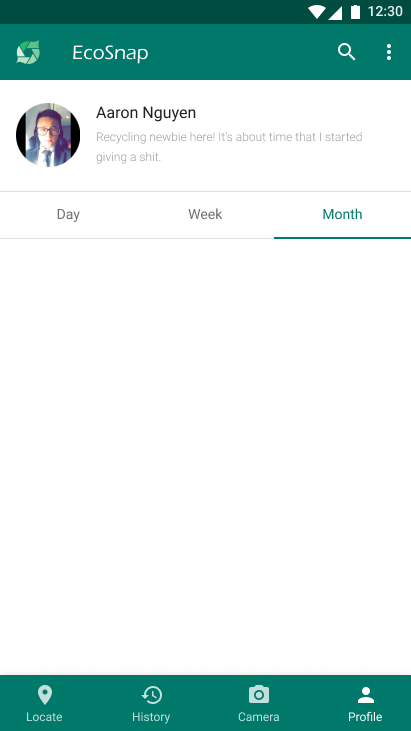 12:30
EcoSnap
Aaron Nguyen
Recycling newbie here! It's about time that I started
giving a shit.
Day Week Month
Locate History Camera Profile